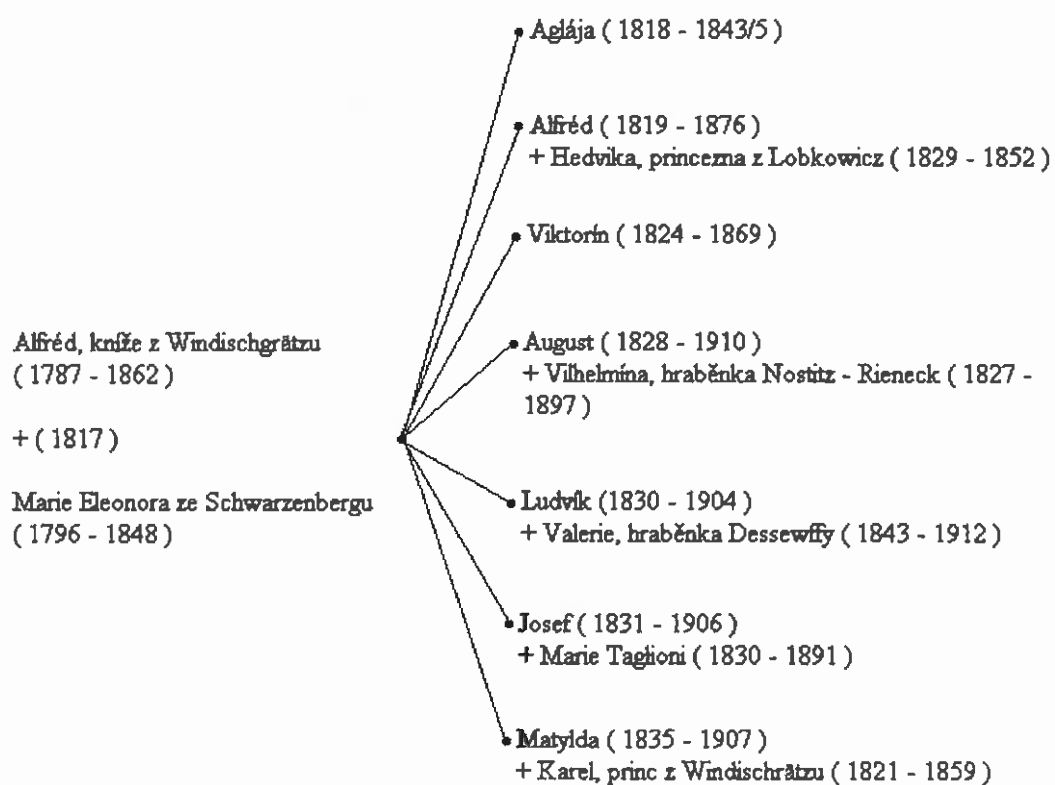 Aglája ( 1818 - 1843/5 )
Alfréd ( 1819 - 1876 )
+ Hedvika, princezna z Lobkowicz ( 1829 - 1852 )
Viktorín ( 1824 - 1869 )
Alfréd, kníže z Windischgrätzu
( 1787 - 1862 )
+ ( 1817 )
Marie Eleonora ze Schwarzenbergu
( 1796 - 1848 )
August ( 1828 - 1910 )
+ Vilhelmína, hraběnka Nostitz - Rieneck ( 1827 -
1897 )
Ludvík (1830 - 1904 )
+ Valerie, hraběnka Dessewffy ( 1843 - 1912 )
Josef ( 1831 - 1906 )
+ Marie Taglioni ( 1830 - 1891 )
Matylda ( 1835 - 1907 )
+ Karel, princ z Windischrätzu ( 1821 - 1859 )